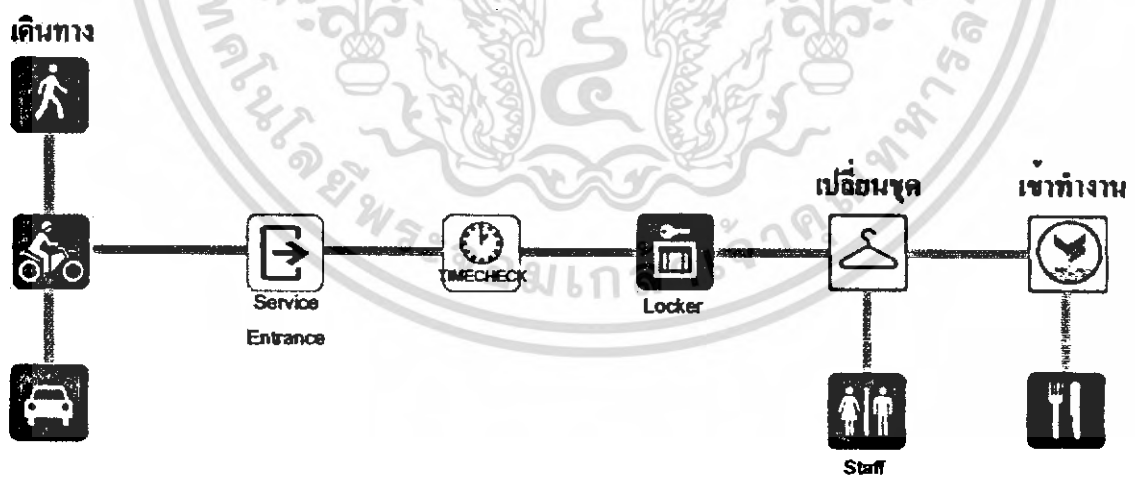 เดินทาง
เปลี่ยนชุด
เข้าทำงาน
TIMECHECK
Service
Entrance
Locker
Staff